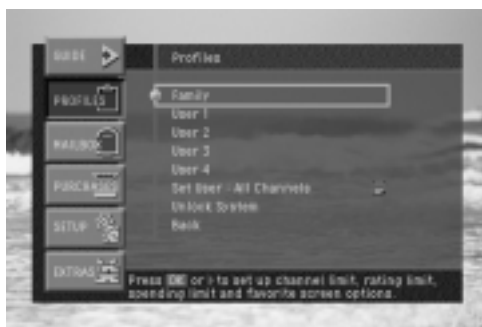 GUIDE
Profiles
PROFILES
Family
User 1
User 2
MAILBOX
User 3
User 4
PURCHASES
Set User - All Channels
Unlock System
SETUP
Back
EXTRAS
Press OK or > to set up channel limit, rating limit,
spending limit and favorite screen options.